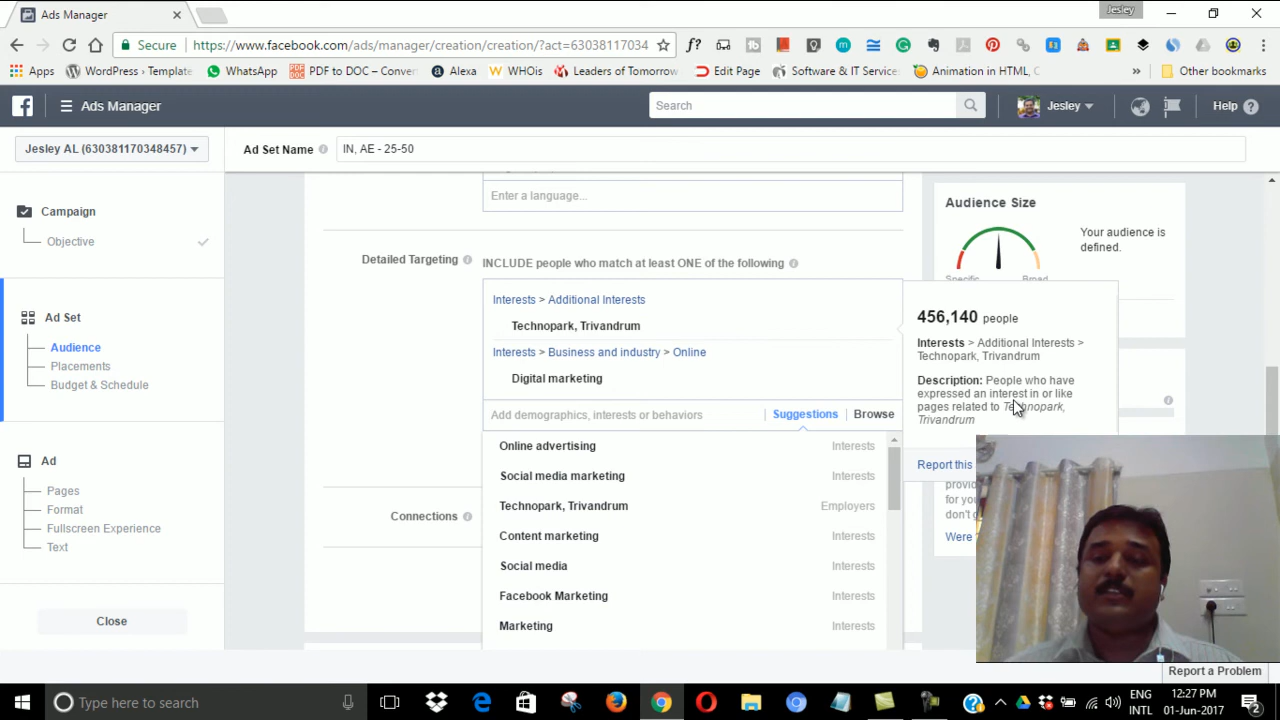 Ads Manager
Jesley
Secure
https://www.facebook.com/ads/manager/creation/creation/?act=63038117034
f?
Apps
WordPress › Template
WhatsApp
PDF to DOC – Conver
Alexa
WHOis
Leaders of Tomorrow
Edit Page
Software & IT Service
Animation in HTML, C
»
Other bookmarks
Ads Manager
Search
Jesley
Help
Jesley AL (630381170348457)
Ad Set Name
IN, AE - 25-50
Campaign
Objective
Ad Set
Audience
Placements
Budget & Schedule
Ad
Pages
Format
Fullscreen Experience
Text
Close
Enter a language...
Detailed Targeting
INCLUDE people who match at least ONE of the following
Interests > Additional Interests
Technopark, Trivandrum
Interests > Business and industry > Online
Digital marketing
Add demographics, interests or behaviors
Suggestions
Browse
Online advertising Interests
Social media marketing Interests
Technopark, Trivandrum Employers
Content marketing Interests
Social media Interests
Facebook Marketing Interests
Marketing Interests
Connections
Audience Size
Your audience is
defined.
Specific
Broad
456,140 people
Interests > Additional Interests >
Technopark, Trivandrum
Description: People who have
expressed an interest in or like
pages related to Technopark,
Trivandrum
Report this
for you
don't g
Were
Report a Problem
Type here to search
ENG
INTL
12:27 PM
01-Jun-2017
2